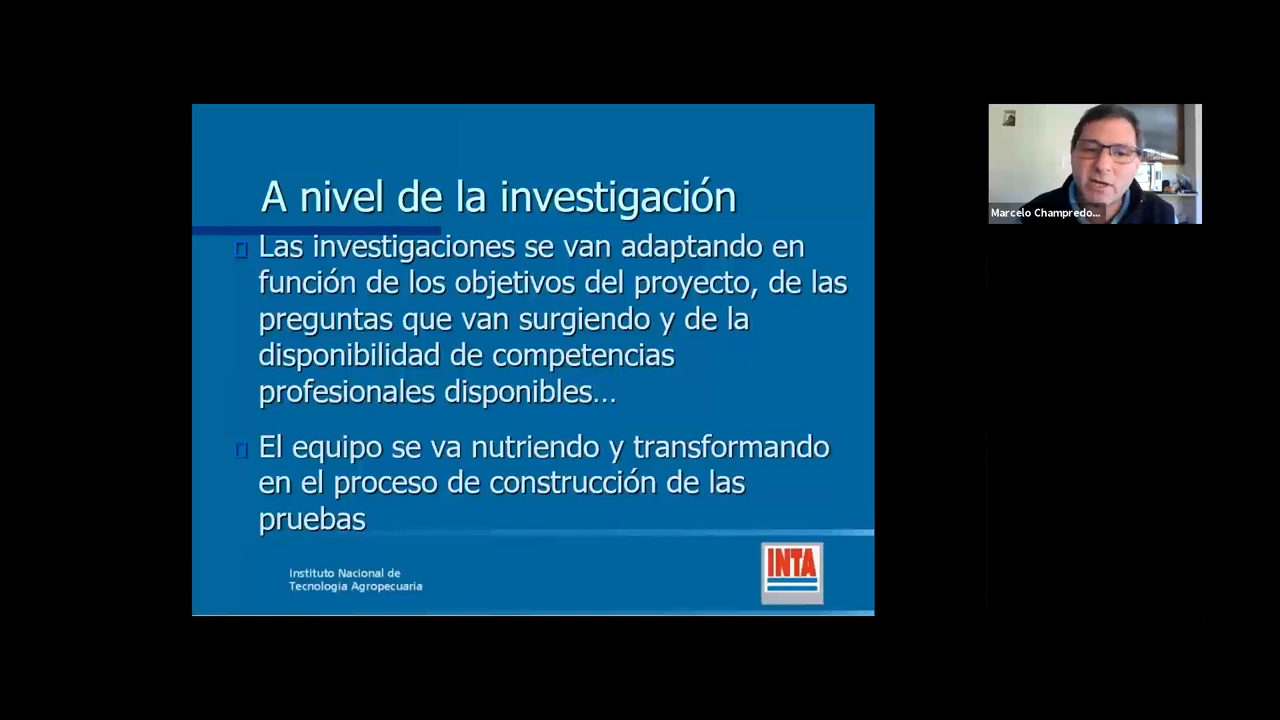 A nivel de la investigación
Las investigaciones se van adaptando en
función de los objetivos del proyecto, de las
preguntas que van surgiendo y de la
disponibilidad de competencias
profesionales disponibles…
El equipo se va nutriendo y transformando
en el proceso de construcción de las
pruebas
Instituto Nacional de
Tecnología Agropecuaria
INTA
Marcelo Champredo...